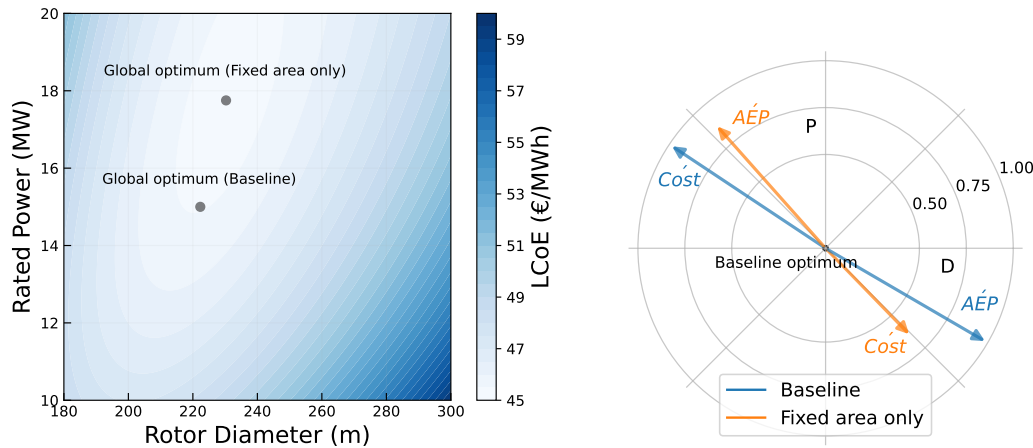 20
18
16
14
12
10
Rated Power (MW)
Global optimum (Fixed area only)
Global optimum (Baseline)
180
200
220
240
260
280
300
Rotor Diameter (m)
59
57
55
53
51
49
47
45
LCoE (€/MWh)
AÉP
P
Cóst
1.00
0.75
0.50
Baseline optimum
D
AÉP
Cóst
Baseline
Fixed area only